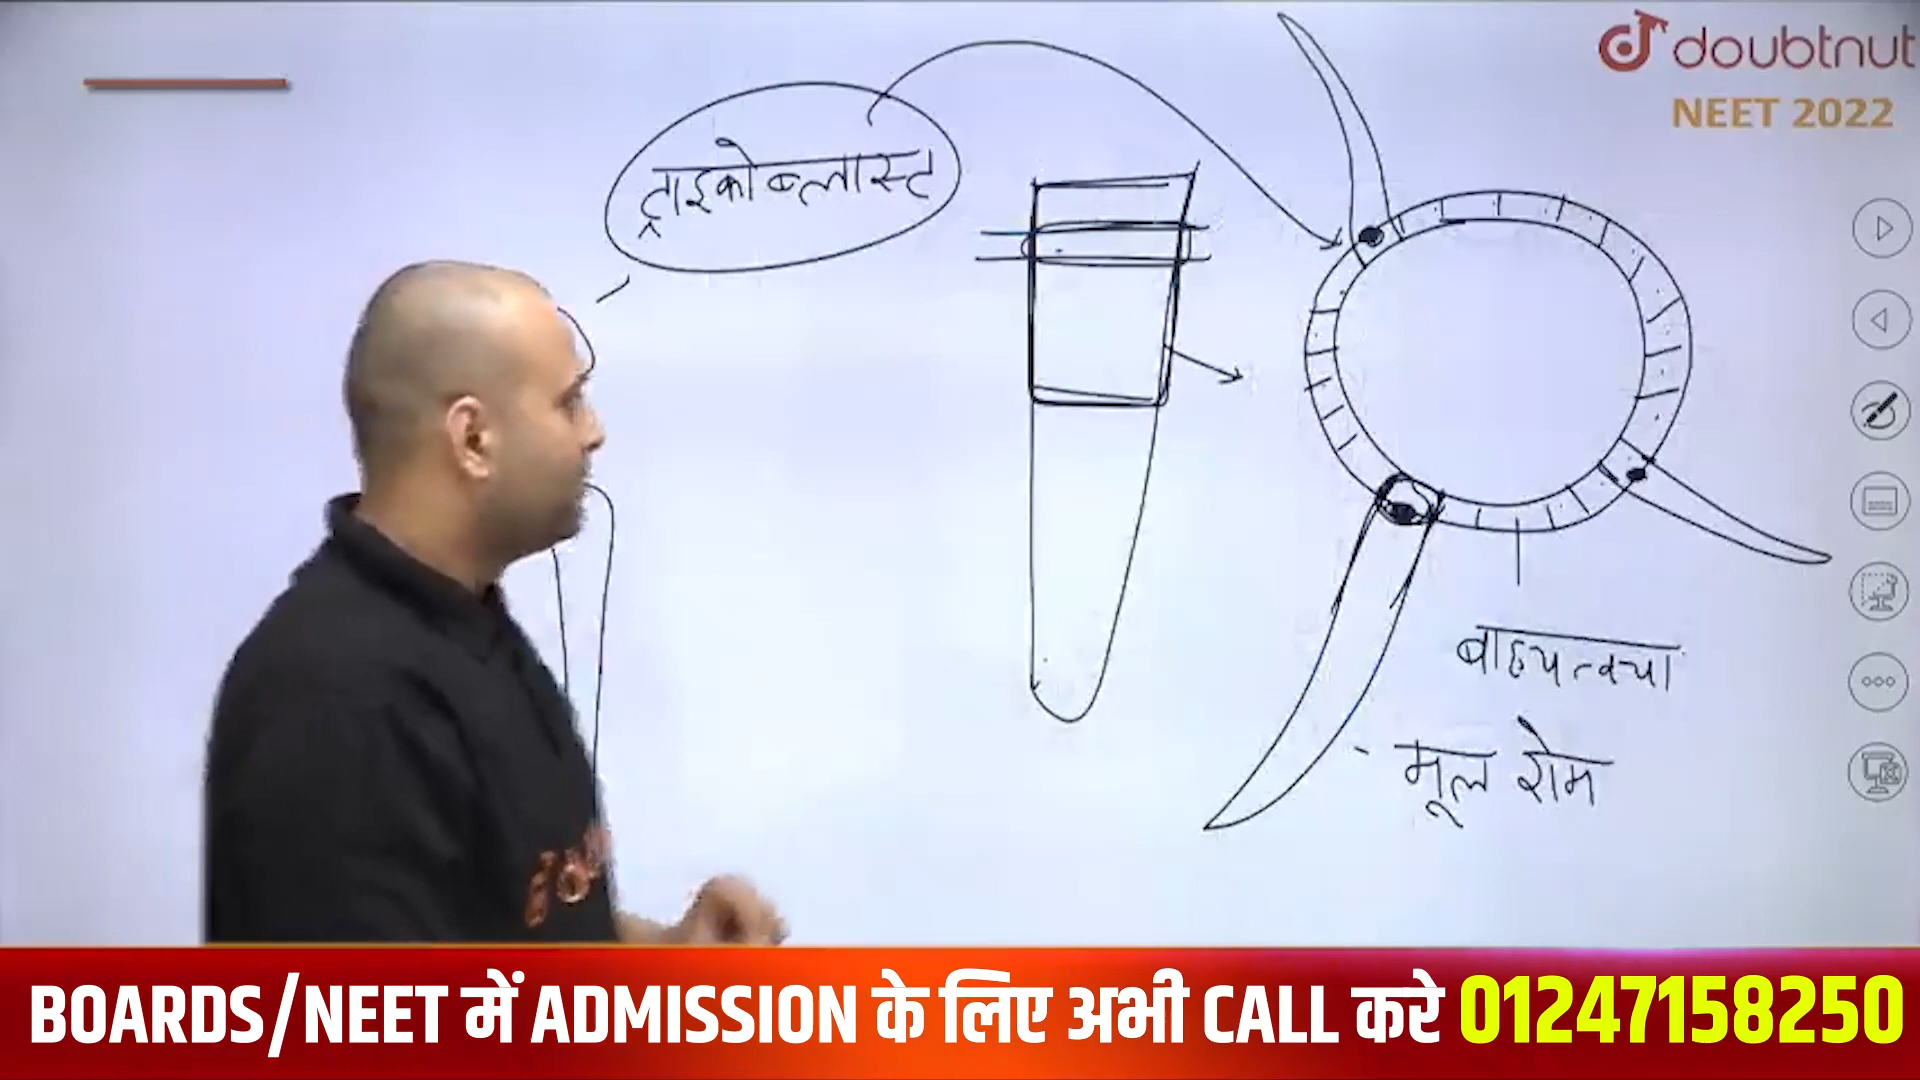 doubtnut
NEET 2022
ट्राइकोब्लास्ट
बाह्यत्वचा
- मूल रोम
BOARDS/NEET में ADMISSION के लिए अभी CALL करे 01247158250